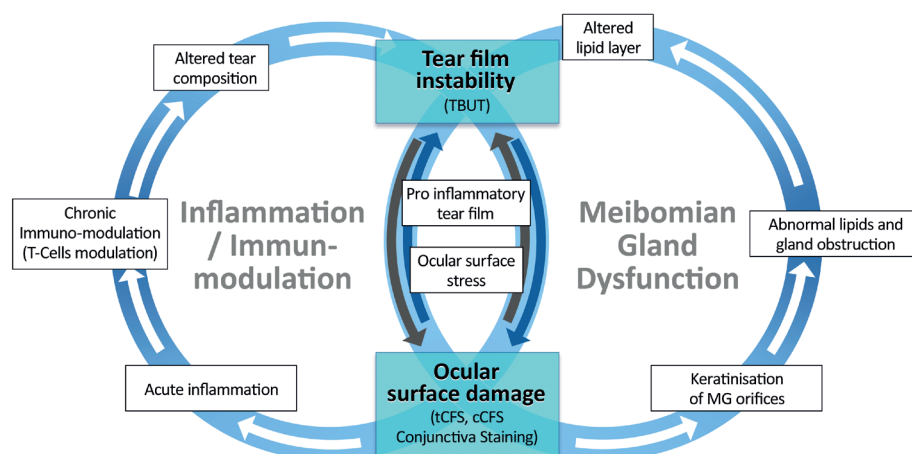 Altered tear
composition
Tear film
instability
(TBUT)
Altered
lipid layer
Chronic
Immuno-modulation
(T-Cells modulation)
Inflammation
/ Immun-
modulation
Pro inflammatory
tear film
Ocular surface
stress
Meibomian
Gland
Dysfunction
Abnormal lipids and
gland obstruction
Acute inflammation
Ocular
surface damage
(tCFS, cCFS
Conjunctiva Staining)
Keratinisation
of MG orifices